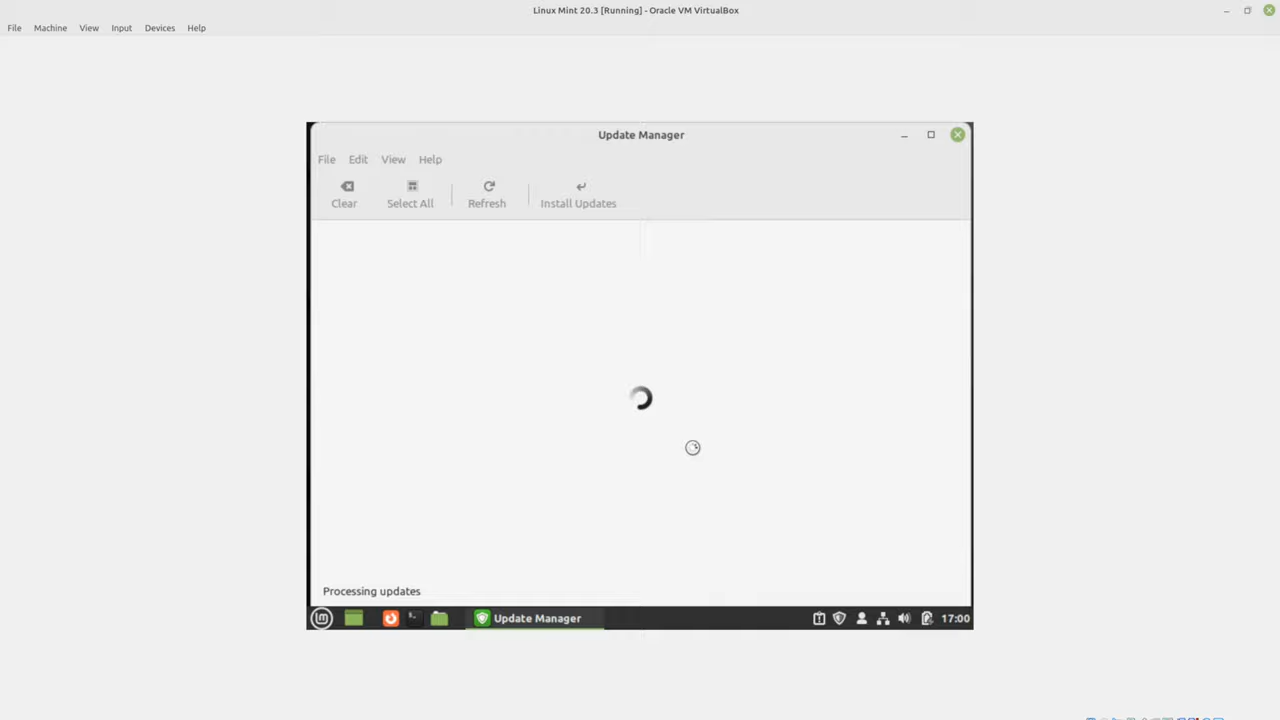 Linux Mint 20.3 [Running] - Oracle VM VirtualBox
File Machine View Input Devices Help
Update Manager
File Edit View Help
Clear Select All Refresh Install Updates
Processing updates
Update Manager 17:00